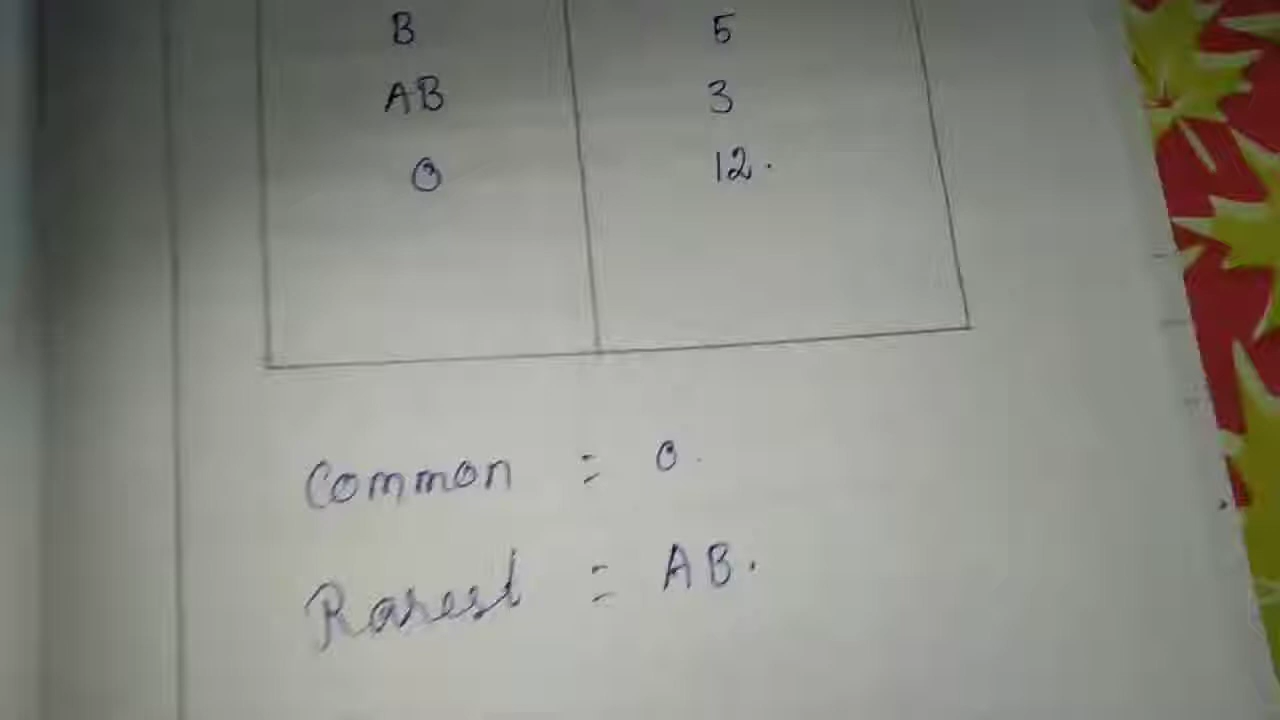 B 5
AB 3
O 12.
Common = O.
Rarest = AB.